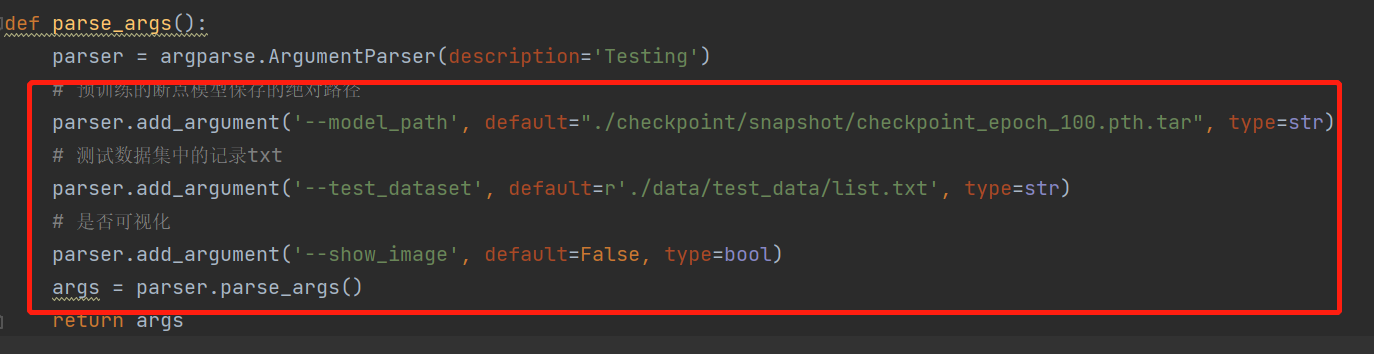 def parse_args():
    parser = argparse.ArgumentParser(description='Testing')
    # 预训练的断点模型保存的绝对路径
    parser.add_argument('--model_path', default="./checkpoint/snapshot/checkpoint_epoch_100.pth.tar", type=str)
    # 测试数据集中的记录txt
    parser.add_argument('--test_dataset', default=r'./data/test_data/list.txt', type=str)
    # 是否可视化
    parser.add_argument('--show_image', default=False, type=bool)
    args = parser.parse_args()
    return args